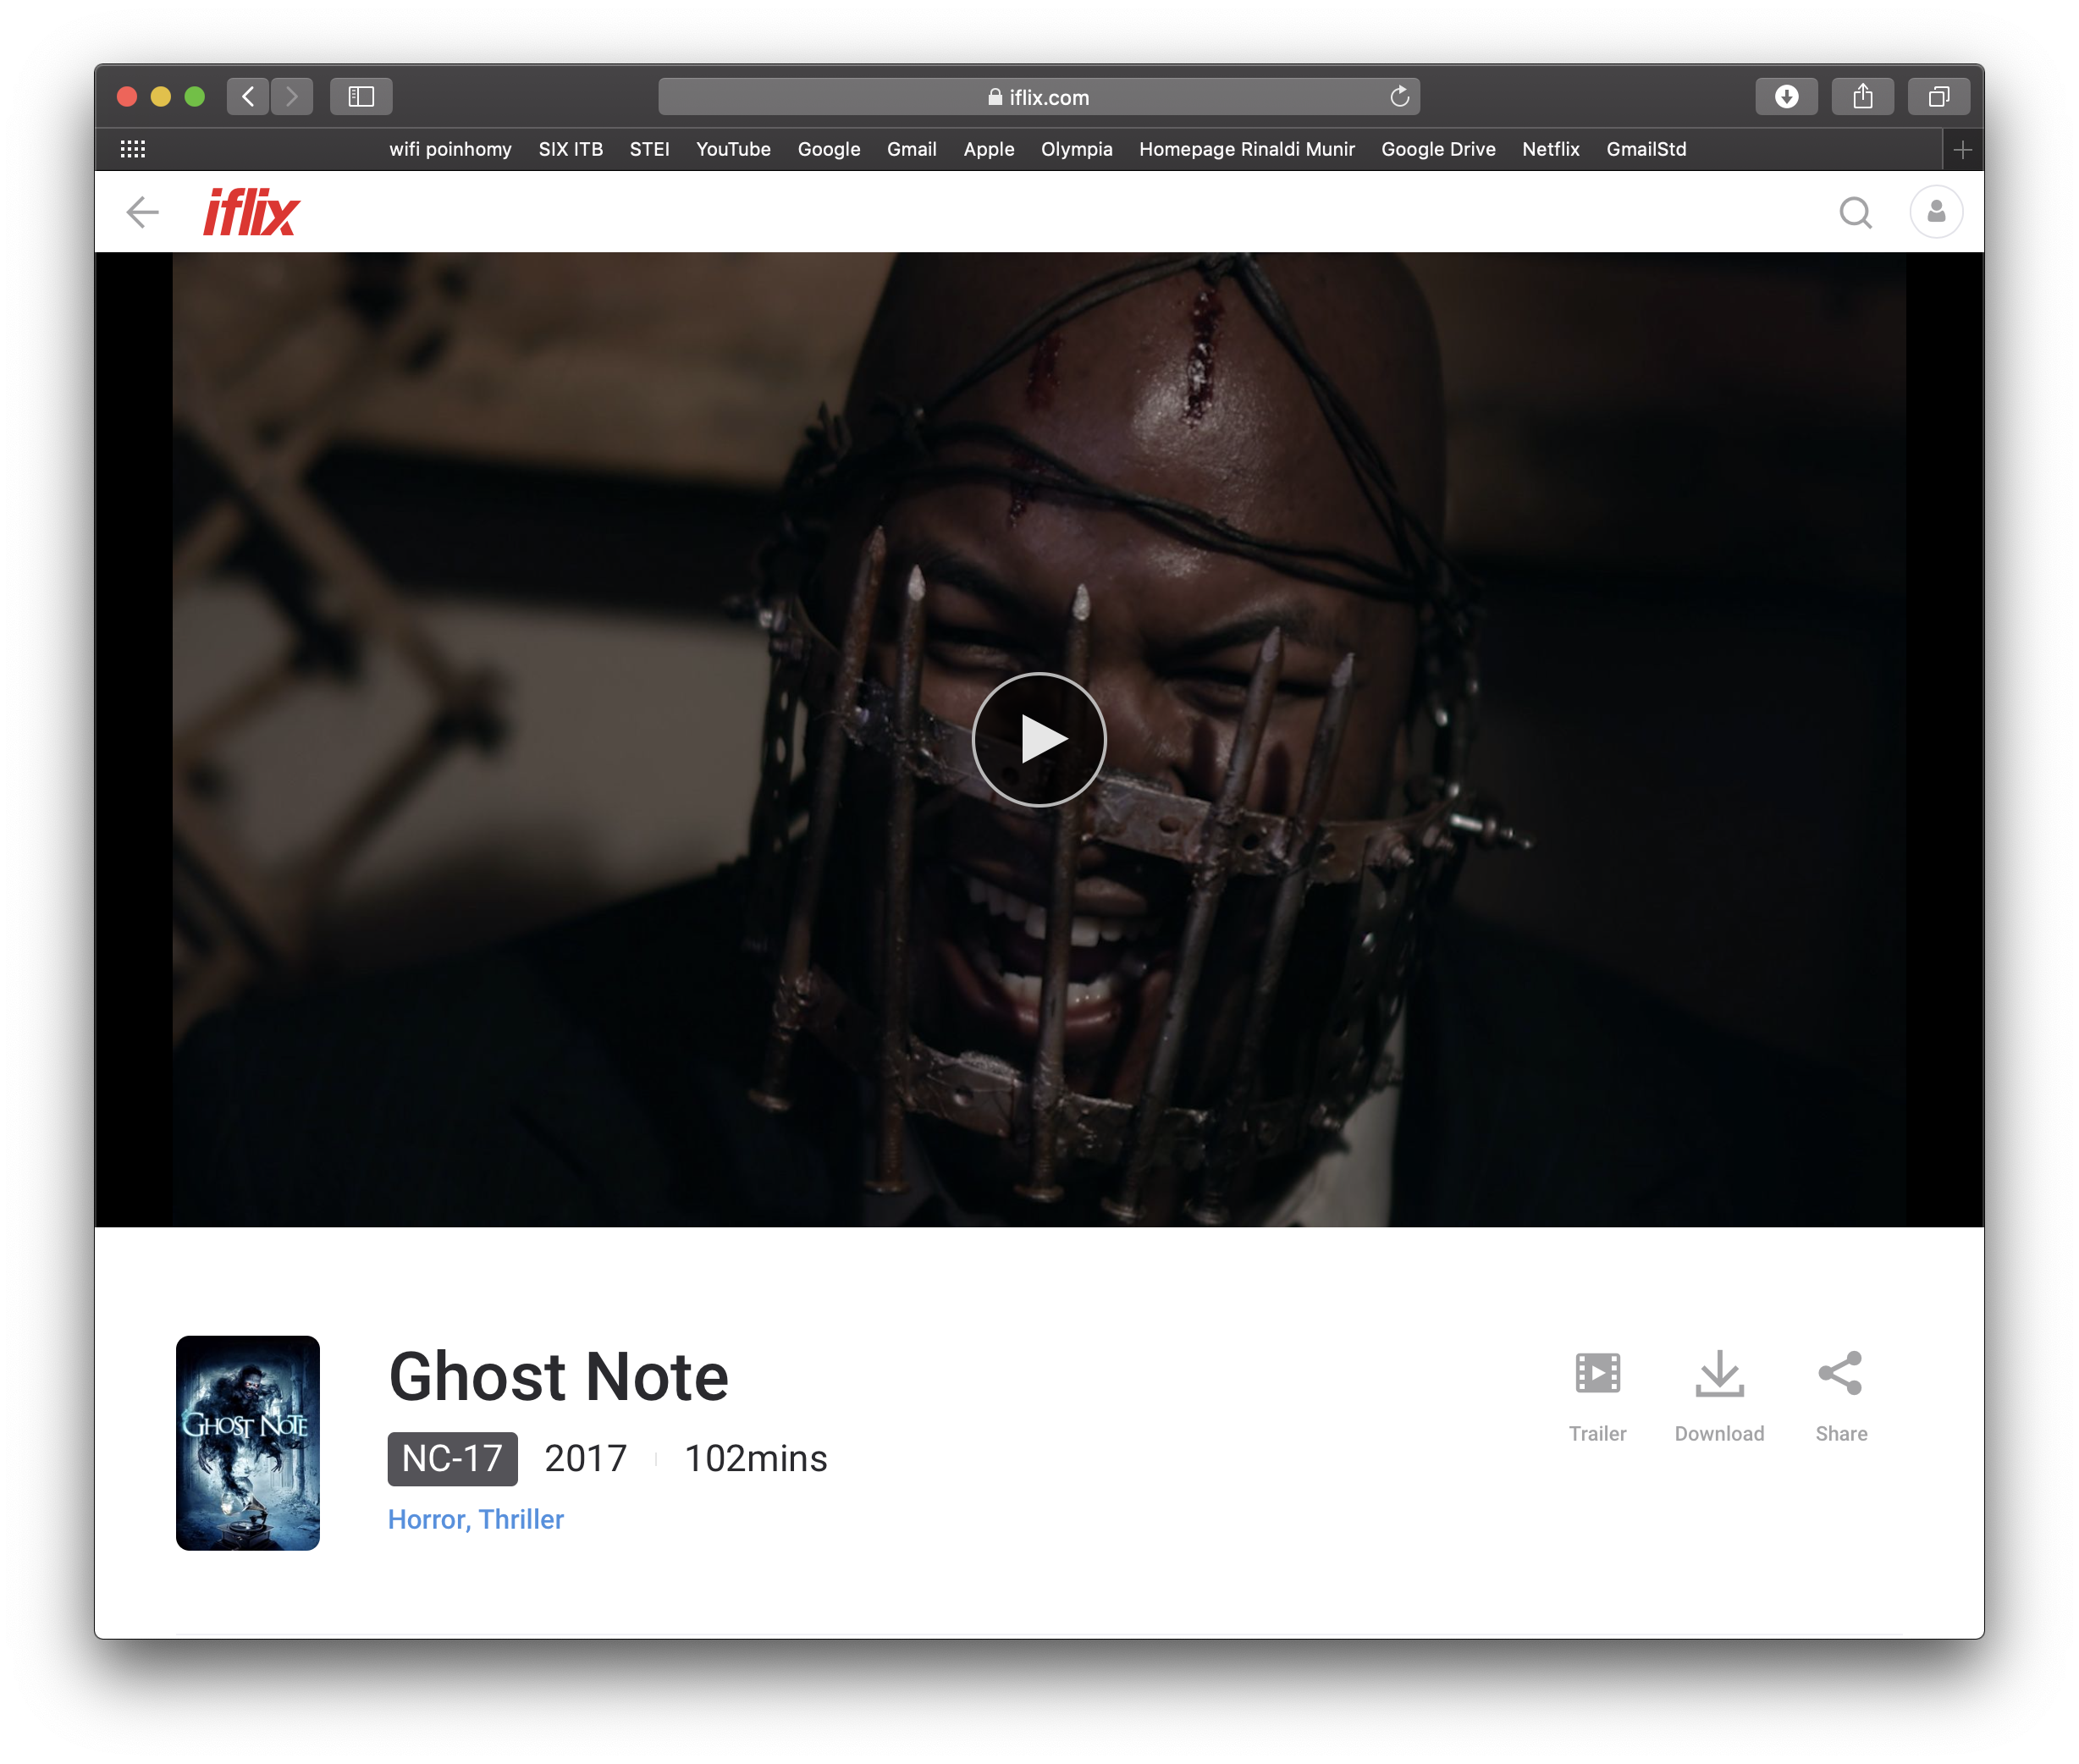 iflix.com
wifi poinhomy SIX ITB STEI YouTube Google Gmail Apple Olympia Homepage Rinaldi Munir Google Drive Netflix GmailStd
iflix
GHOST NOTE
Ghost Note
NC-17 2017 102mins
Horror, Thriller
Trailer Download Share